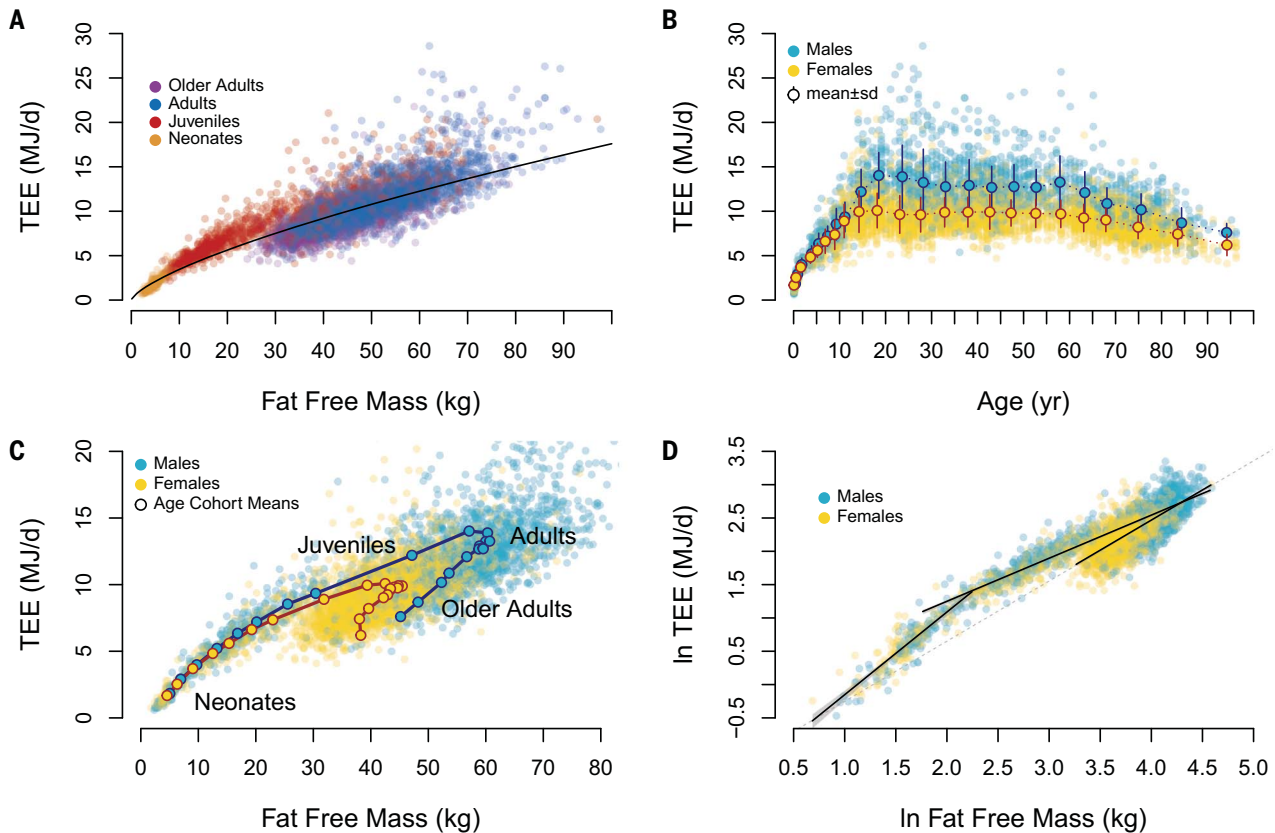 A
TEE (MJ/d)
30
25
20
15
10
5
0
Older Adults
Adults
Juveniles
Neonates
0 10 20 30 40 50 60 70 80 90
Fat Free Mass (kg)
B
TEE (MJ/d)
30
25
20
15
10
5
0
Males
Females
mean±sd
0 10 20 30 40 50 60 70 80 90
Age (yr)
C
TEE (MJ/d)
20
15
10
5
0
Males
Females
Age Cohort Means
Juveniles
Adults
Older Adults
Neonates
0 10 20 30 40 50 60 70 80
Fat Free Mass (kg)
D
ln TEE (MJ/d)
3.5
2.5
1.5
0.5
−0.5
Males
Females
0.5 1.0 1.5 2.0 2.5 3.0 3.5 4.0 4.5 5.0
ln Fat Free Mass (kg)